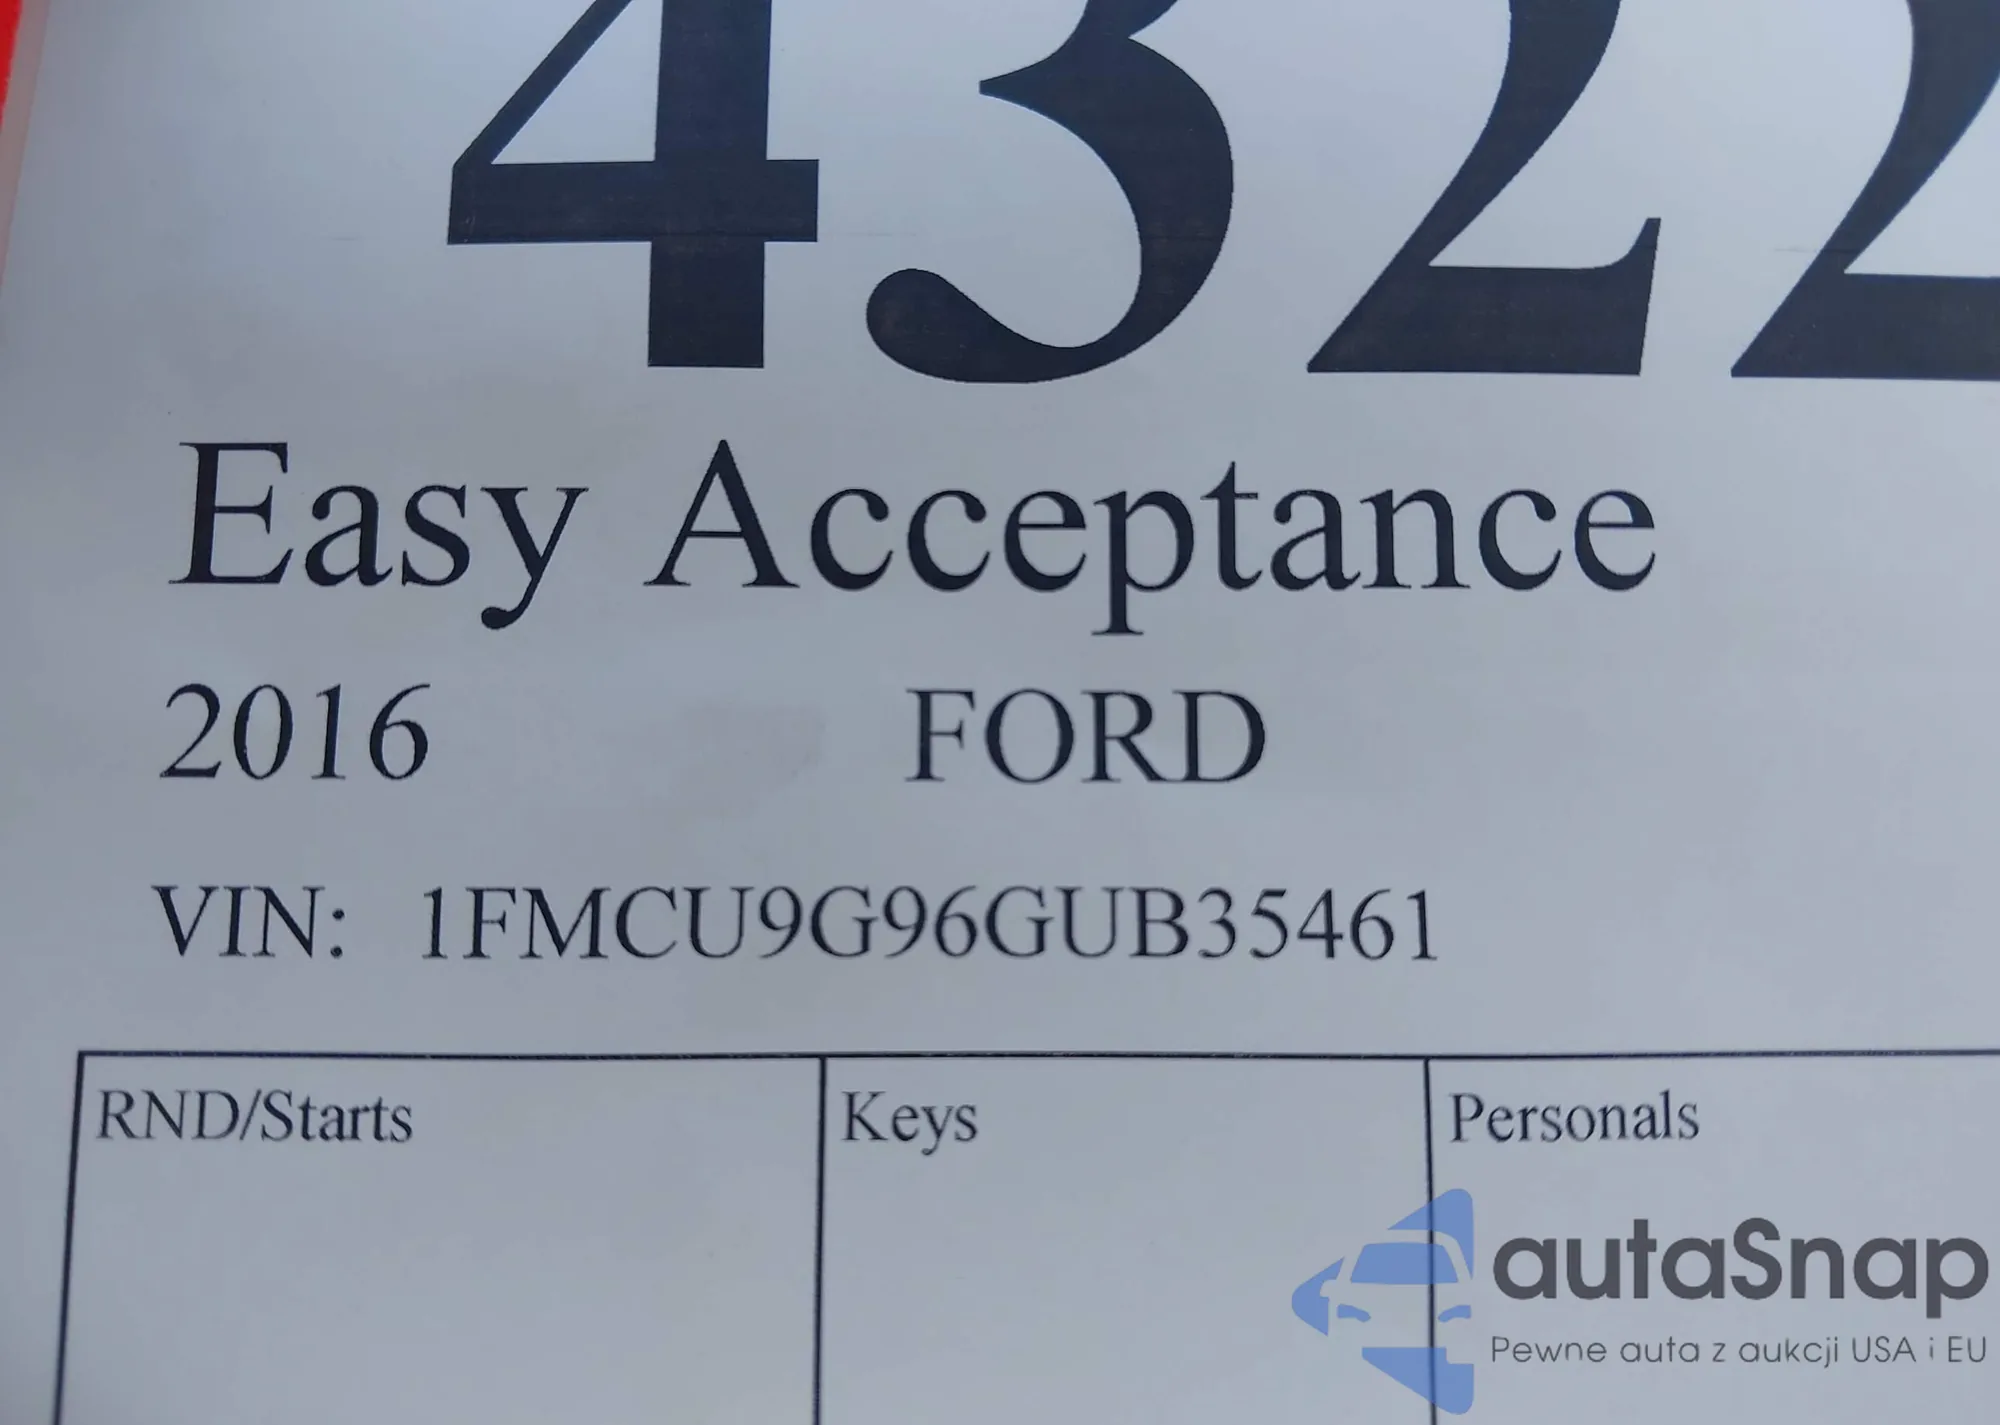 4322
Easy Acceptance
2016 FORD
VIN: 1FMCU9G96GUB35461
RND/Starts Keys Personals
autaSnap
Pewne auta z aukcji USA i EU